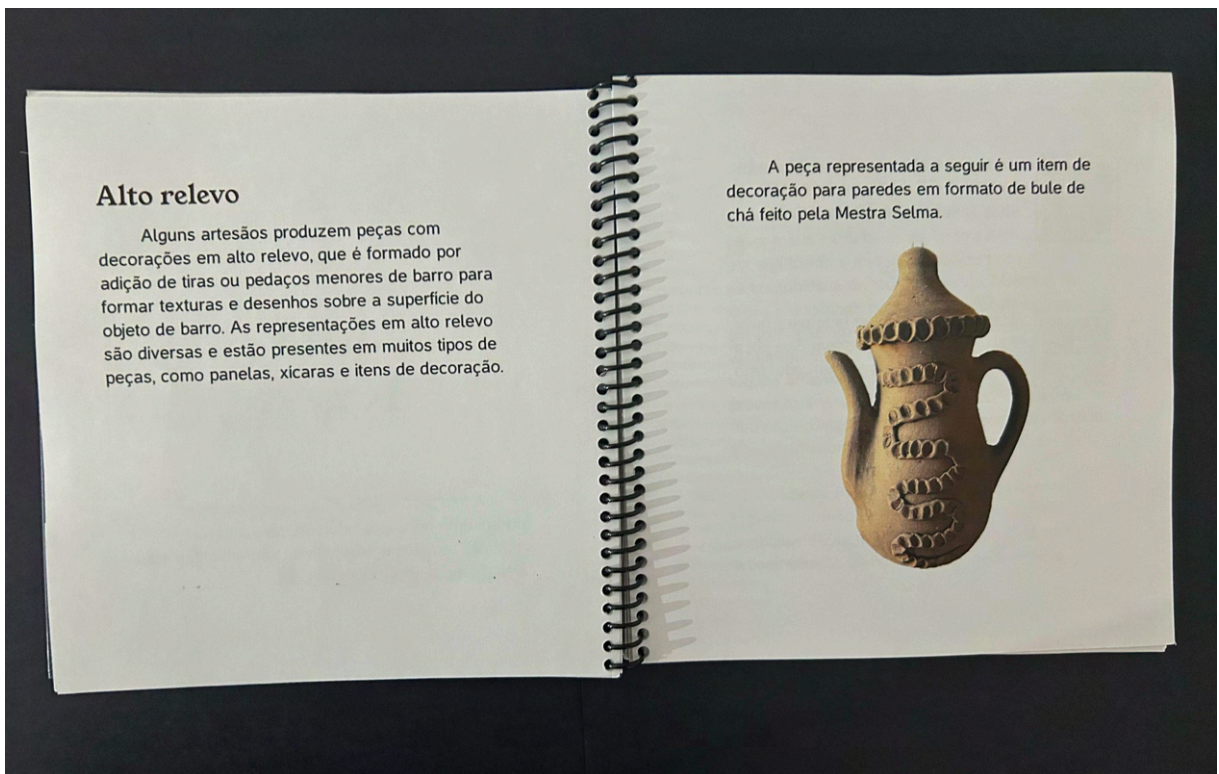 Alto relevo
Alguns artesãos produzem peças com
decorações em alto relevo, que é formado por
adição de tiras ou pedaços menores de barro para
formar texturas e desenhos sobre a superfície do
objeto de barro. As representações em alto relevo
são diversas e estão presentes em muitos tipos de
peças, como panelas, xícaras e itens de decoração.
A peça representada a seguir é um item de
decoração para paredes em formato de bule de
chá feito pela Mestra Selma.